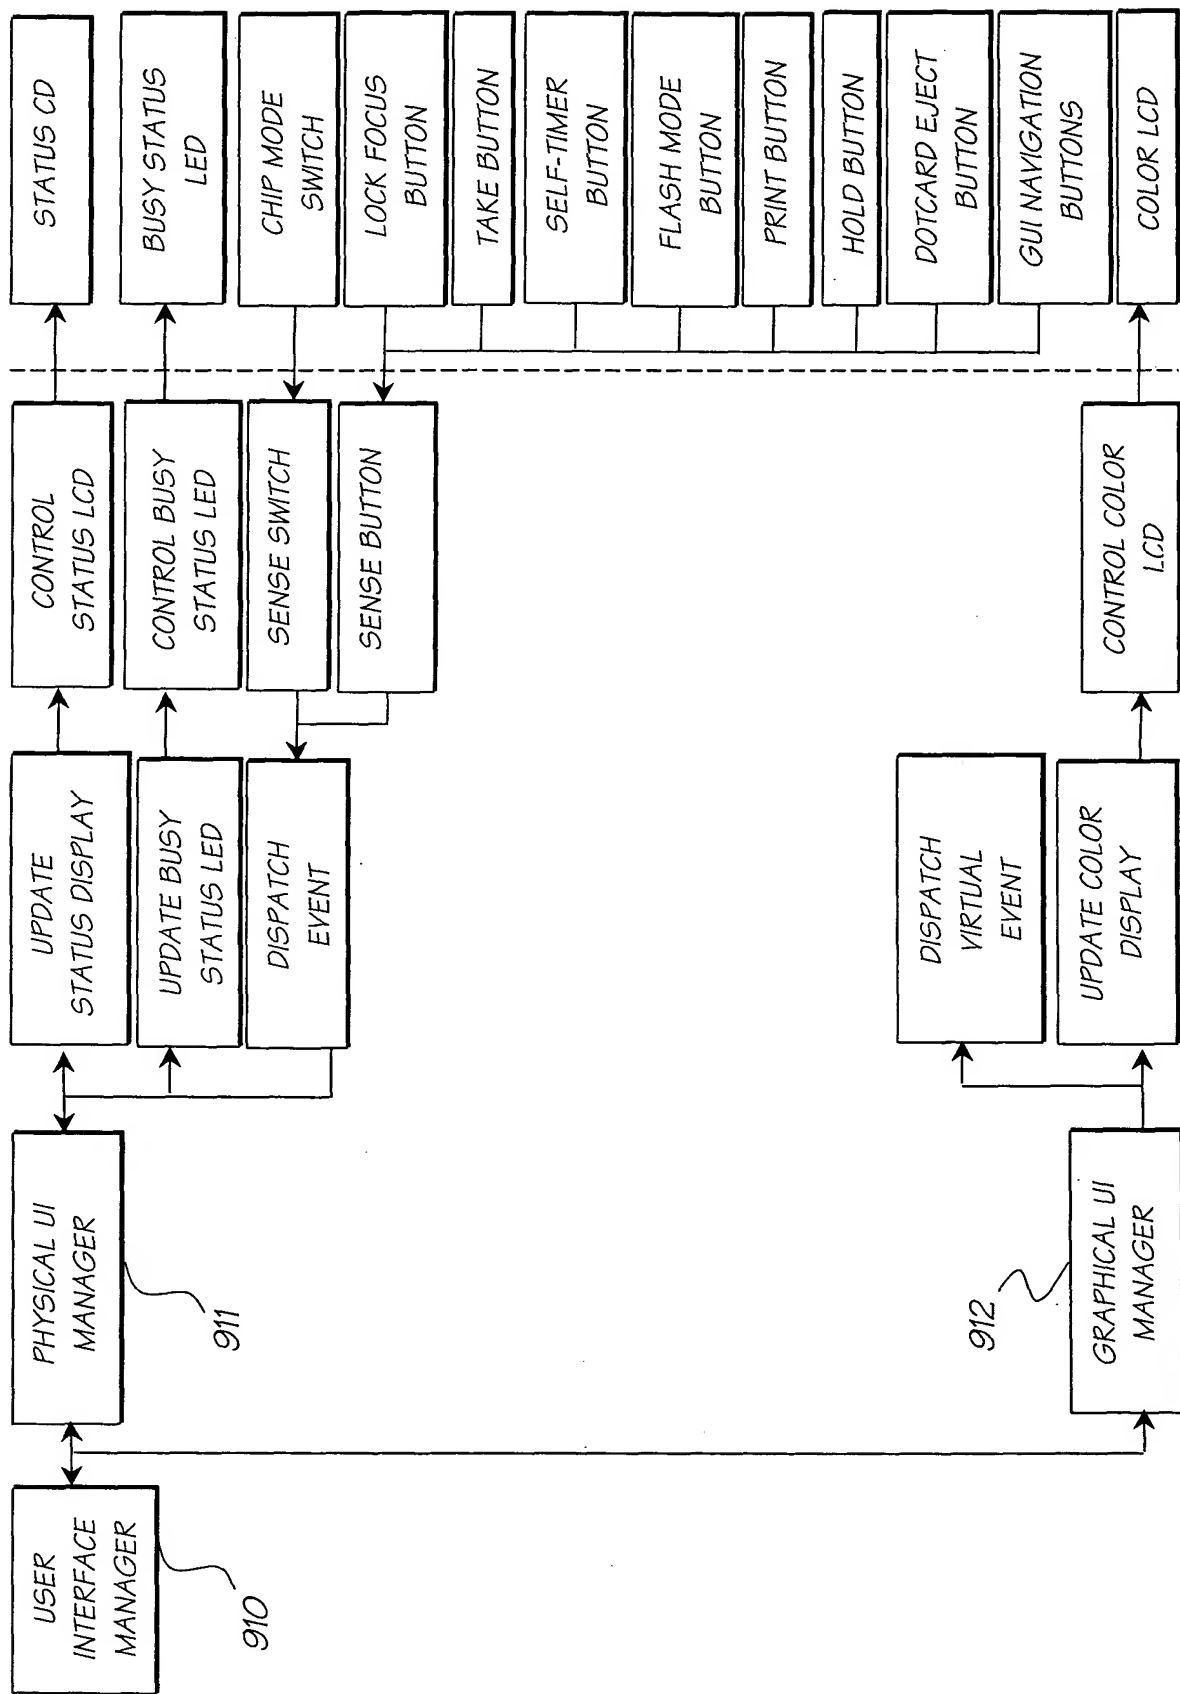 USER
INTERFACE
MANAGER
910
PHYSICAL UI
MANAGER
911
GRAPHICAL UI
MANAGER
912
UPDATE
STATUS DISPLAY
UPDATE BUSY
STATUS LED
DISPATCH
EVENT
DISPATCH
VIRTUAL
EVENT
UPDATE COLOR
DISPLAY
CONTROL
STATUS LCD
CONTROL BUSY
STATUS LED
SENSE SWITCH
SENSE BUTTON
CONTROL COLOR
LCD
STATUS CD
BUSY STATUS
LED
CHIP MODE
SWITCH
LOCK FOCUS
BUTTON
TAKE BUTTON
SELF-TIMER
BUTTON
FLASH MODE
BUTTON
PRINT BUTTON
HOLD BUTTON
DOTCARD EJECT
BUTTON
GUI NAVIGATION
BUTTONS
COLOR LCD